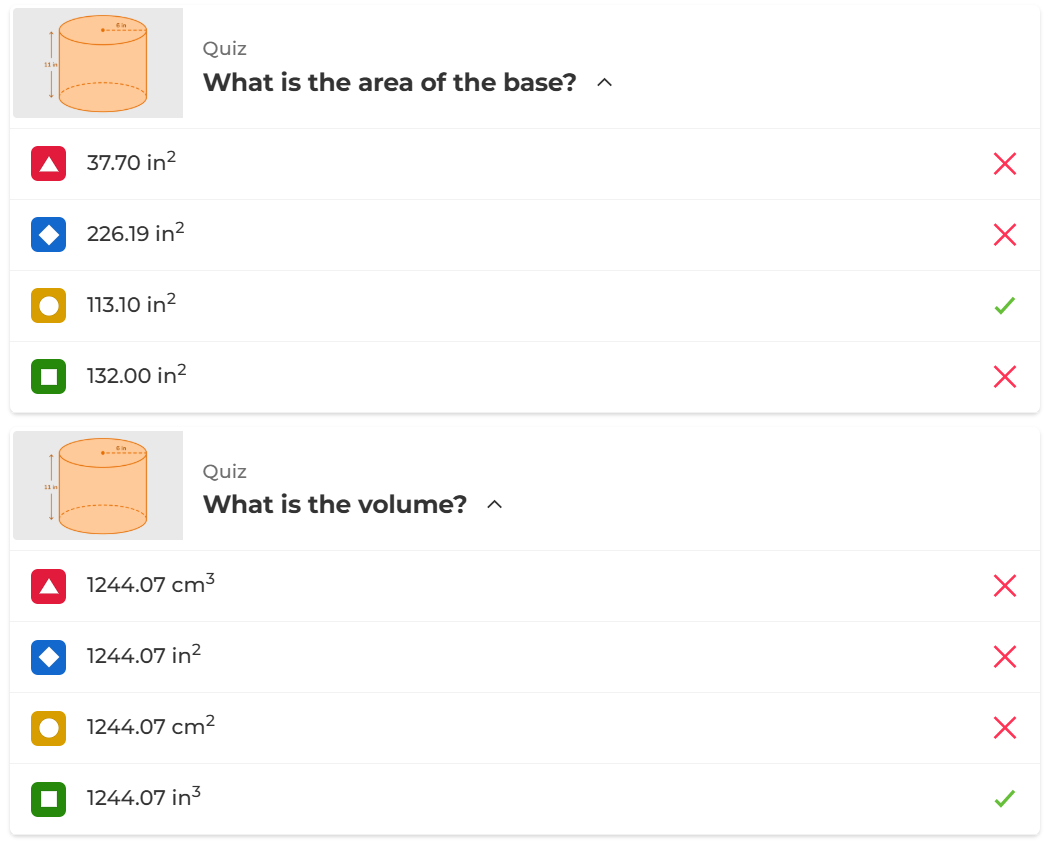 6 in
11 in
Quiz
What is the area of the base?
37.70 in²
226.19 in²
113.10 in²
132.00 in²
6 in
11 in
Quiz
What is the volume?
1244.07 cm³
1244.07 in²
1244.07 cm²
1244.07 in³